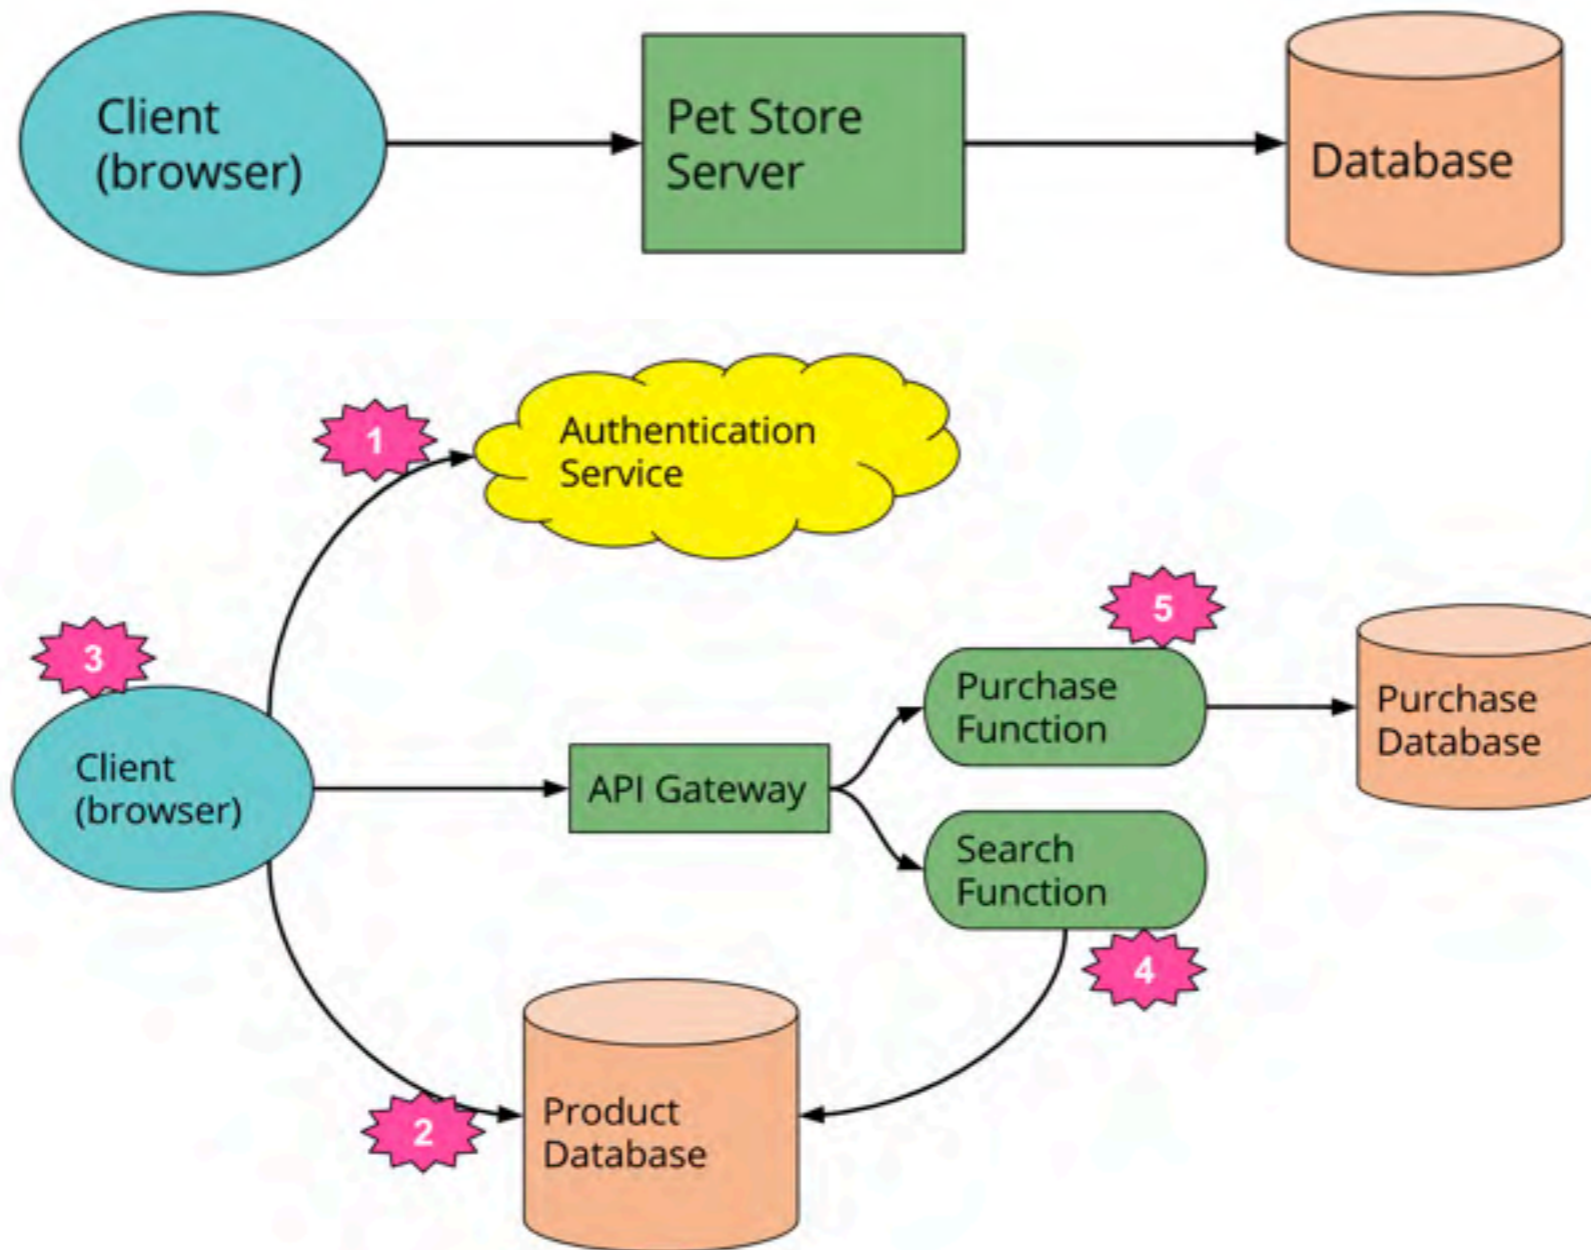 Client
(browser)
Pet Store
Server
Database
1
Authentication
Service
3
Client
(browser)
API Gateway
5
Purchase
Function
Purchase
Database
Search
Function
4
2
Product
Database